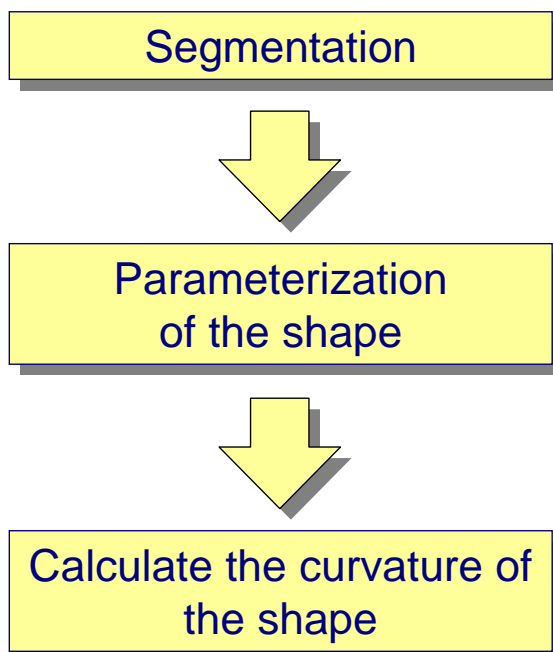 Segmentation
Parameterization
of the shape
Calculate the curvature of
the shape